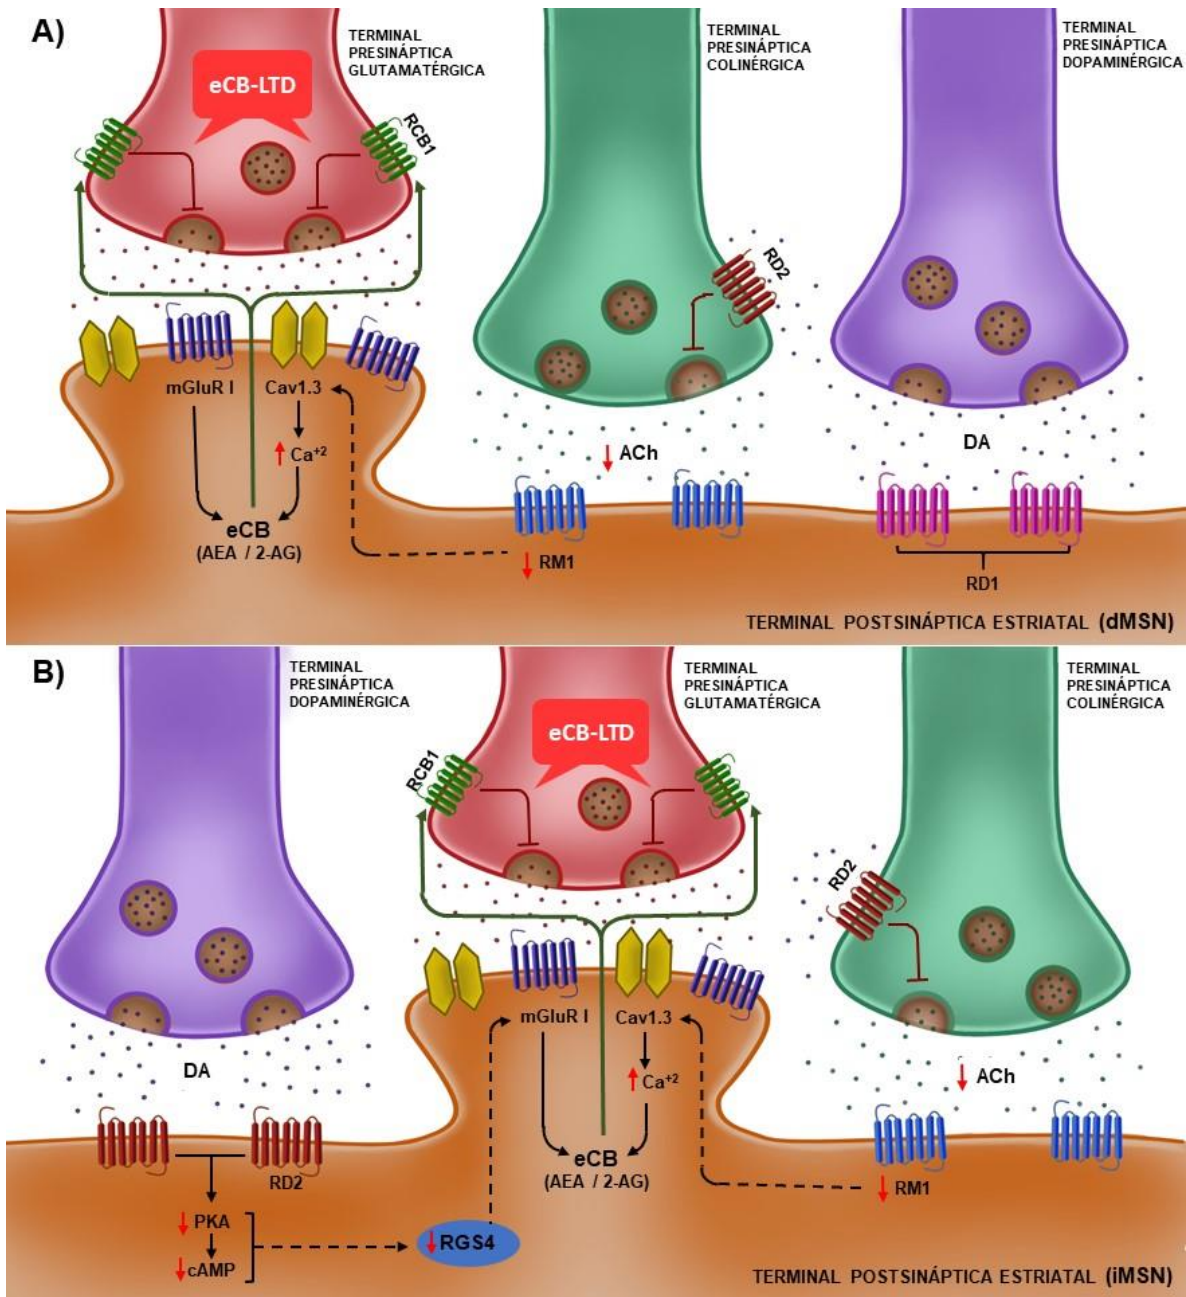 A)
TERMINAL
PRESINÁPTICA
GLUTAMATÉRGICA
eCB-LTD
RCB1
TERMINAL
PRESINÁPTICA
COLINÉRGICA
RD2
TERMINAL
PRESINÁPTICA
DOPAMINÉRGICA
mGluR I
Cav1.3
Ca+2
eCB
(AEA / 2-AG)
ACh
RM1
DA
RD1
TERMINAL POSTSINÁPTICA ESTRIATAL (dMSN)
B)
TERMINAL
PRESINÁPTICA
DOPAMINÉRGICA
DA
RD2
PKA
cAMP
RGS4
TERMINAL
PRESINÁPTICA
GLUTAMATÉRGICA
eCB-LTD
RCB1
mGluR I
Cav1.3
Ca+2
eCB
(AEA / 2-AG)
TERMINAL
PRESINÁPTICA
COLINÉRGICA
RD2
ACh
RM1
TERMINAL POSTSINÁPTICA ESTRIATAL (iMSN)